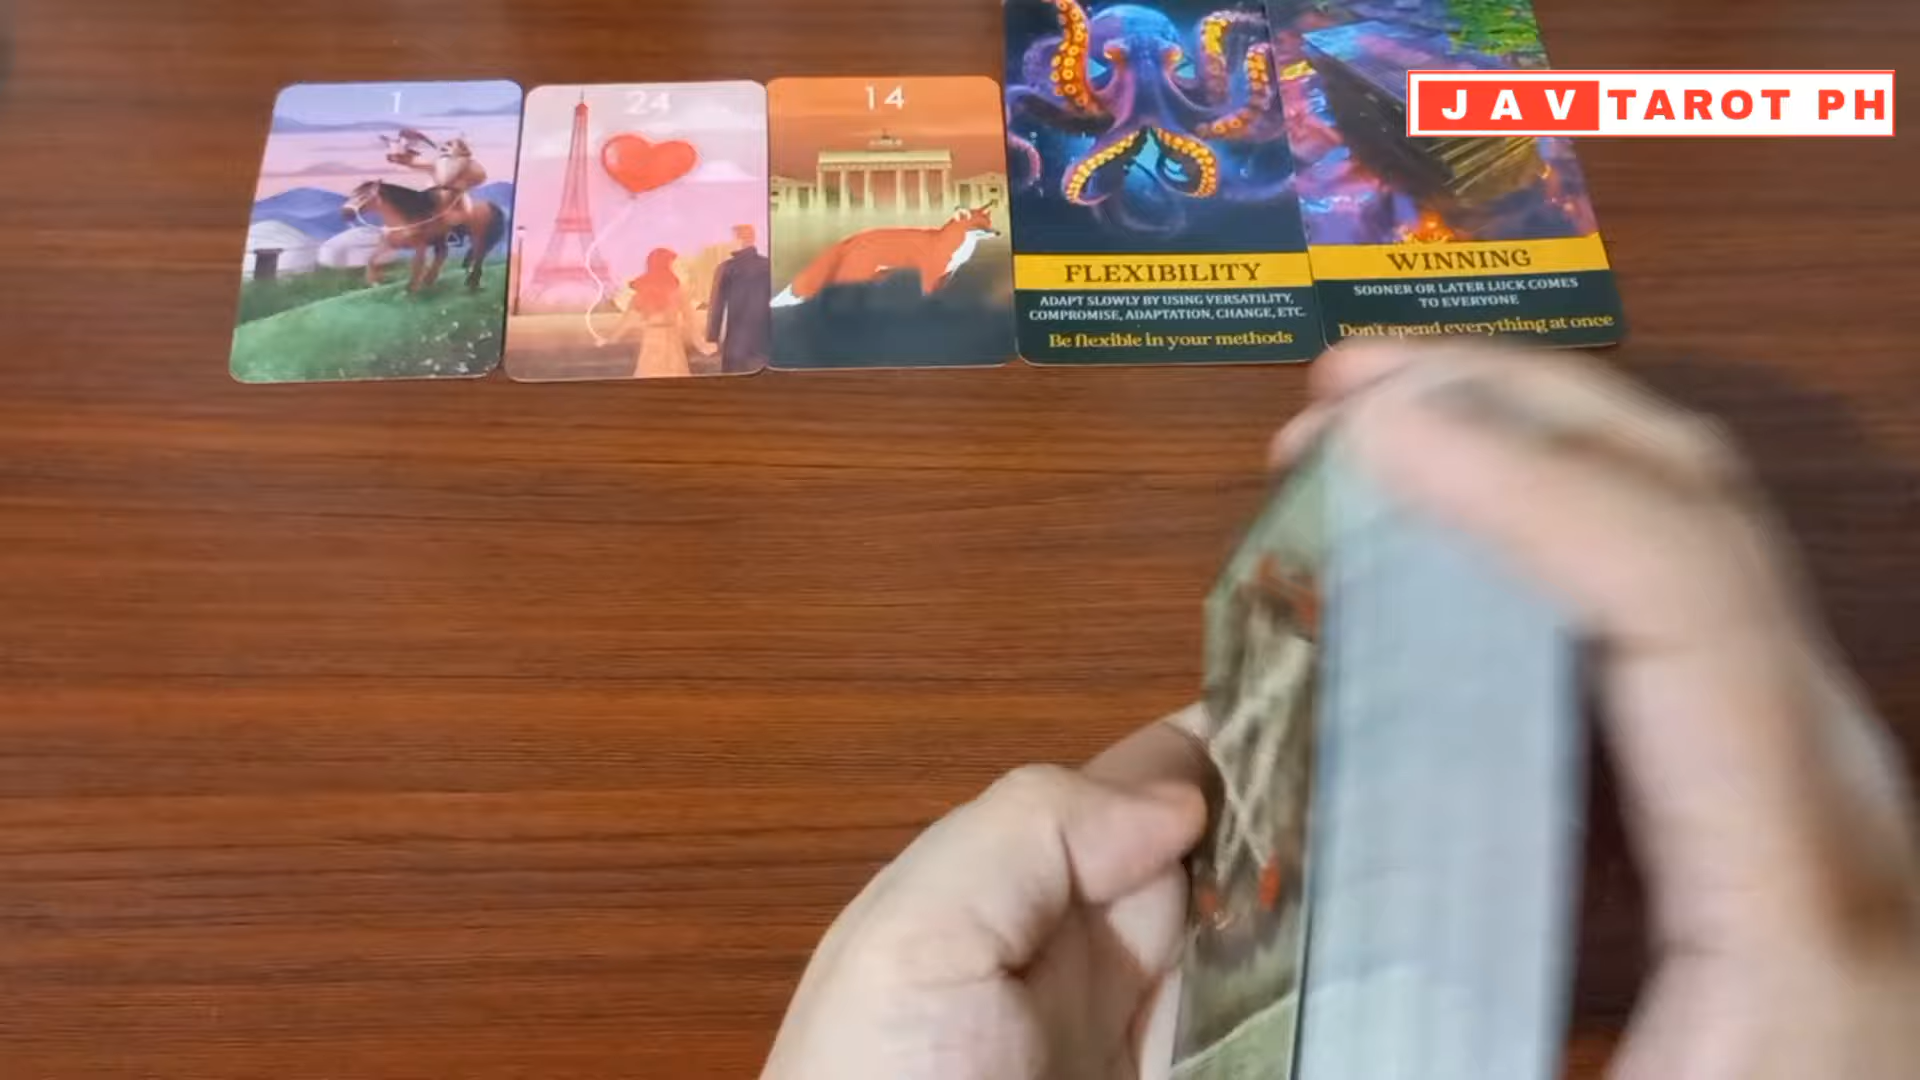 1
24
14
FLEXIBILITY
ADAPT SLOWLY BY USING VERSATILITY,
COMPROMISE, ADAPTATION, CHANGE, ETC.
Be flexible in your methods
WINNING
SOONER OR LATER LUCK COMES
TO EVERYONE
Don't spend everything at once
JAV TAROT PH